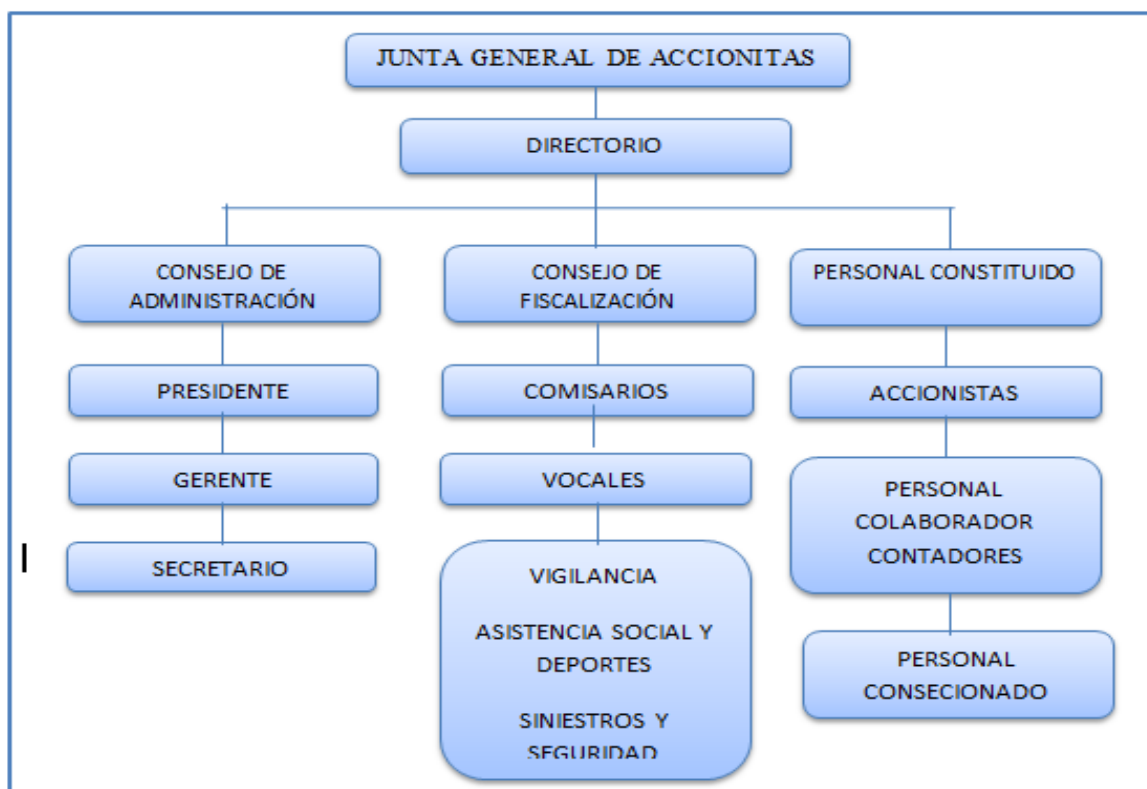 JUNTA GENERAL DE ACCIONITAS
DIRECTORIO
CONSEJO DE
ADMINISTRACIÓN
PRESIDENTE
GERENTE
SECRETARIO
CONSEJO DE
FISCALIZACIÓN
COMISARIOS
VOCALES
VIGILANCIA
ASISTENCIA SOCIAL Y
DEPORTES
SINIESTROS Y
SEGURIDAD
PERSONAL CONSTITUIDO
ACCIONISTAS
PERSONAL
COLABORADOR
CONTADORES
PERSONAL
CONSECIONADO